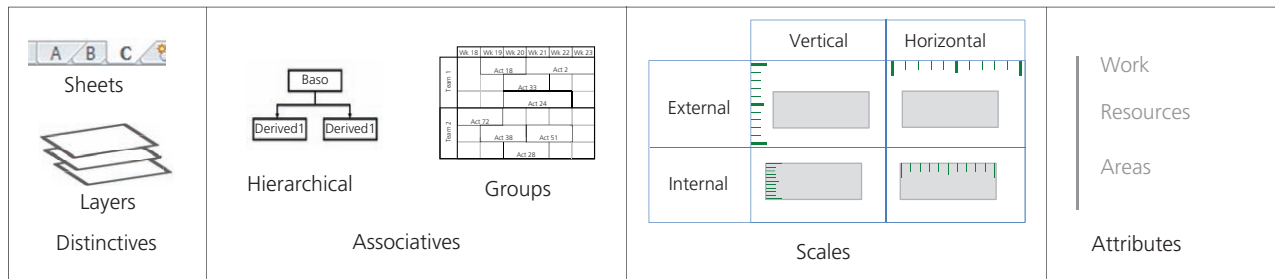 A B C
Sheets
Layers
Distinctives
Baso
Derived1 Derived1
Hierarchical
Wk 18 Wk 19 Wk 20 Wk 21 Wk 22 Wk 23
Team 1
Act 18 Act 2
Act 33
Act 24
Team 2
Act 72
Act 38 Act 51
Act 28
Groups
Associatives
Vertical Horizontal
External
Internal
Scales
Work
Resources
Areas
Attributes